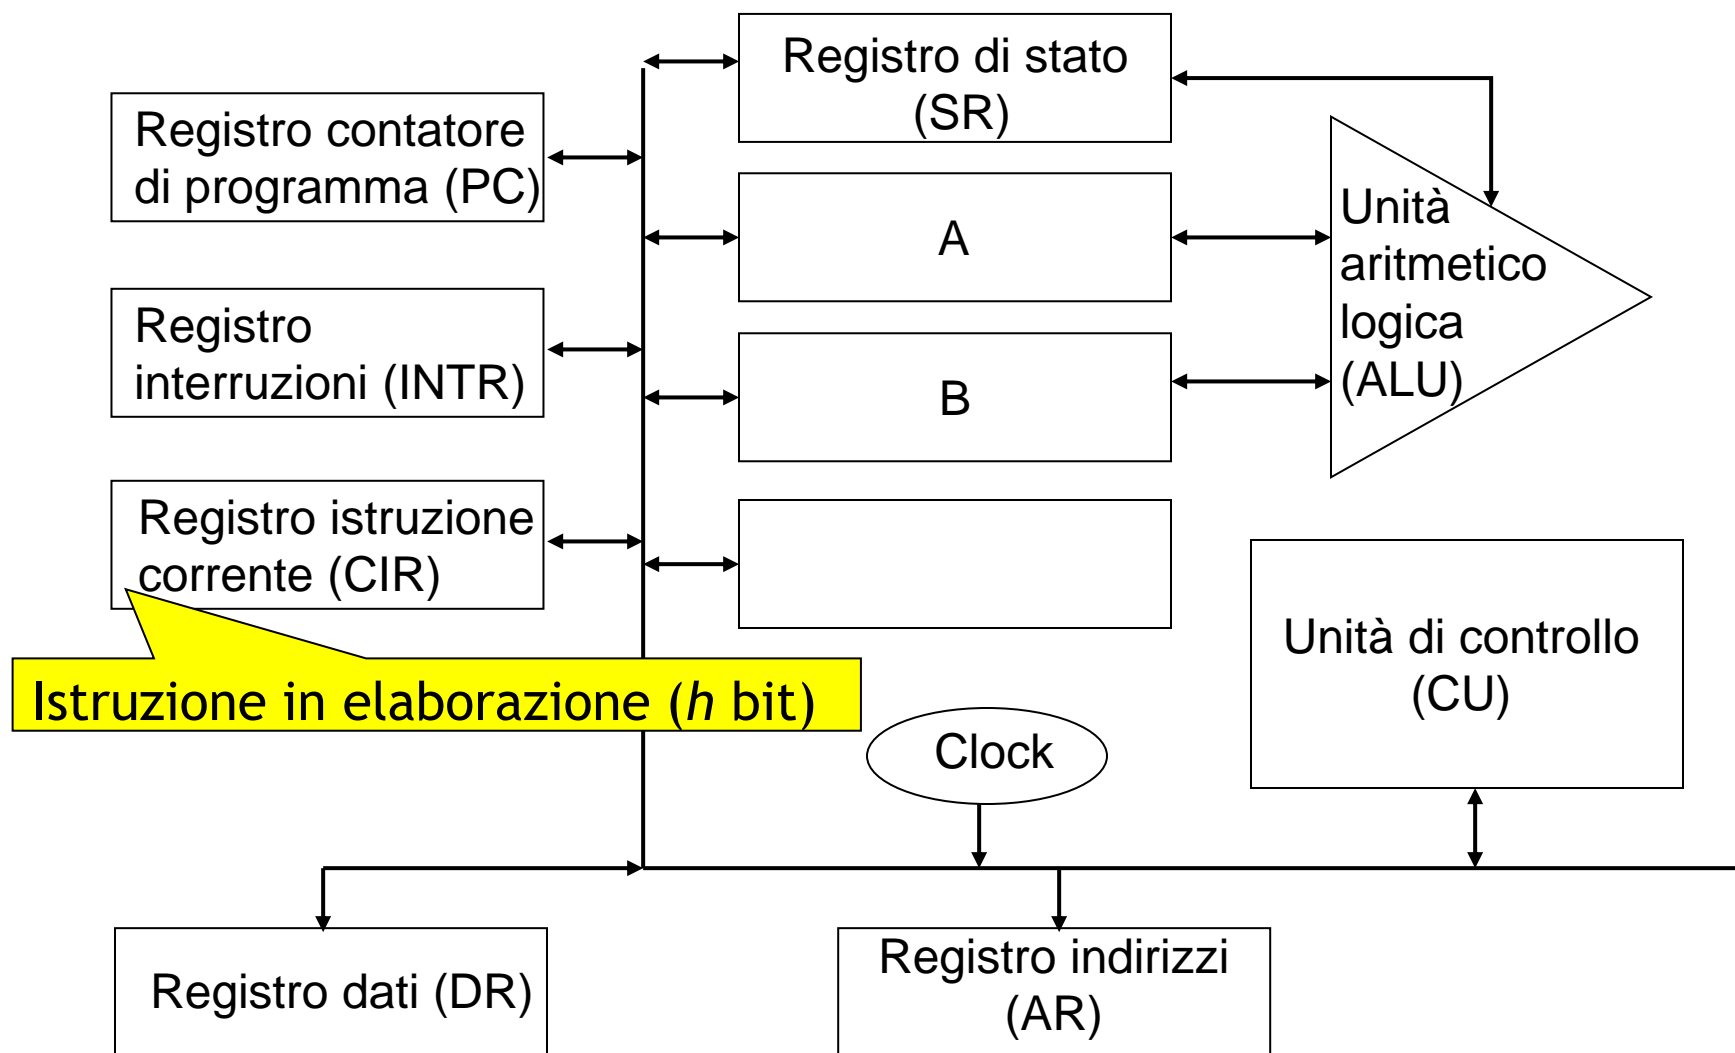 Registro di stato
(SR)
Registro contatore
di programma (PC)
A
Unità
aritmetico
logica
(ALU)
Registro
interruzioni (INTR)
B
Registro istruzione
corrente (CIR)
Unità di controllo
(CU)
Istruzione in elaborazione (h bit)
Clock
Registro dati (DR)
Registro indirizzi
(AR)